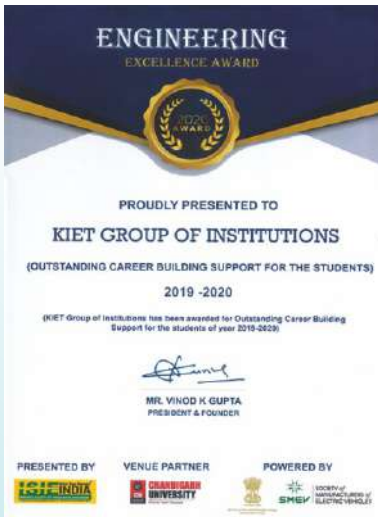 ENGINEERING
EXCELLENCE AWARD
2020
AWARD
PROUDLY PRESENTED TO
KIET GROUP OF INSTITUTIONS
(OUTSTANDING CAREER BUILDING SUPPORT FOR THE STUDENTS)
2019 -2020
(KIET Group of Institutions has been awarded for Outstanding Career Building
Support for the students of year 2019-2020)
MR. VINOD K GUPTA
PRESIDENT & FOUNDER
PRESENTED BY
VENUE PARTNER
POWERED BY
ISIEINDIA
CHANDIGARH
UNIVERSITY
SMEV
SOCIETY of
MANUFACTURERS of
ELECTRIC VEHICLES